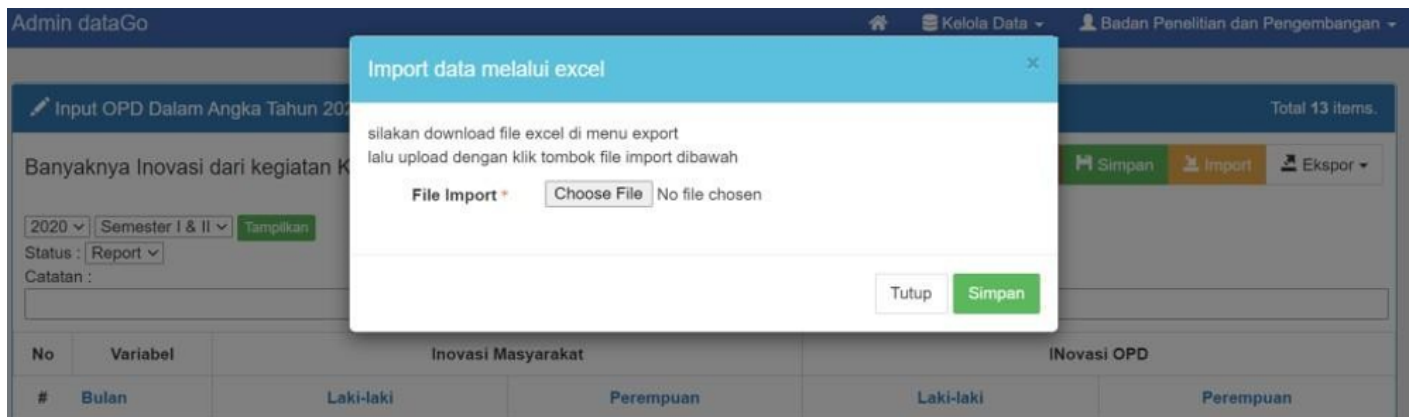 Admin dataGo Kelola Data Badan Penelitian dan Pengembangan
Import data melalui excel ×
Input OPD Dalam Angka Tahun 202 Total 13 items.
silakan download file excel di menu export
lalu upload dengan klik tombok file import dibawah
Banyaknya Inovasi dari kegiatan K Simpan Import Ekspor
File Import * Choose File No file chosen
2020 Semester I & II Tampilkan
Status : Report
Catatan :
Tutup Simpan
No Variabel Inovasi Masyarakat INovasi OPD
# Bulan Laki-laki Perempuan Laki-laki Perempuan